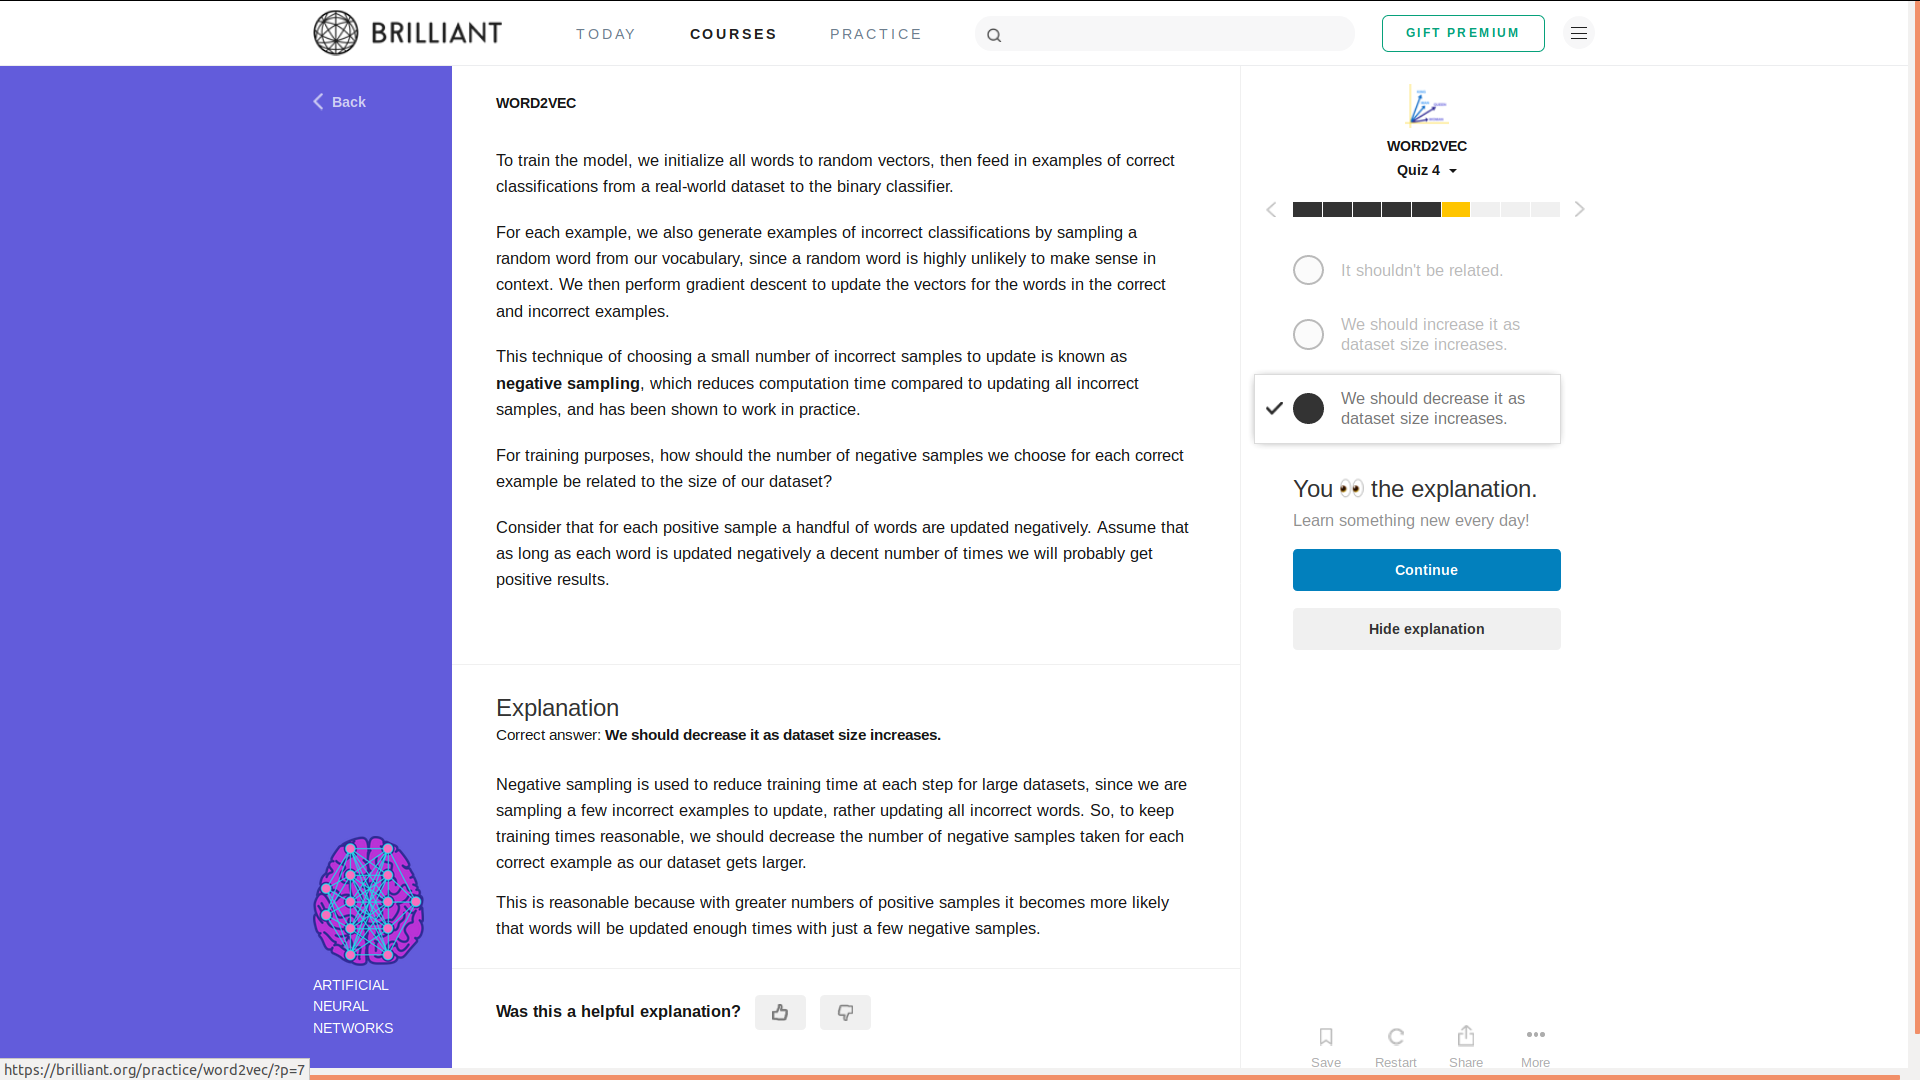 BRILLIANT
TODAY
COURSES
PRACTICE
GIFT PREMIUM
Back
WORD2VEC
To train the model, we initialize all words to random vectors, then feed in examples of correct
classifications from a real-world dataset to the binary classifier.
For each example, we also generate examples of incorrect classifications by sampling a
random word from our vocabulary, since a random word is highly unlikely to make sense in
context. We then perform gradient descent to update the vectors for the words in the correct
and incorrect examples.
This technique of choosing a small number of incorrect samples to update is known as
negative sampling, which reduces computation time compared to updating all incorrect
samples, and has been shown to work in practice.
For training purposes, how should the number of negative samples we choose for each correct
example be related to the size of our dataset?
Consider that for each positive sample a handful of words are updated negatively. Assume that
as long as each word is updated negatively a decent number of times we will probably get
positive results.
Explanation
Correct answer: We should decrease it as dataset size increases.
Negative sampling is used to reduce training time at each step for large datasets, since we are
sampling a few incorrect examples to update, rather updating all incorrect words. So, to keep
training times reasonable, we should decrease the number of negative samples taken for each
correct example as our dataset gets larger.
This is reasonable because with greater numbers of positive samples it becomes more likely
that words will be updated enough times with just a few negative samples.
Was this a helpful explanation?
WORD2VEC
Quiz 4
It shouldn't be related.
We should increase it as
dataset size increases.
We should decrease it as
dataset size increases.
You 👀 the explanation.
Learn something new every day!
Continue
Hide explanation
Save
Restart
Share
More
ARTIFICIAL
NEURAL
NETWORKS
https://brilliant.org/practice/word2vec/?p=7